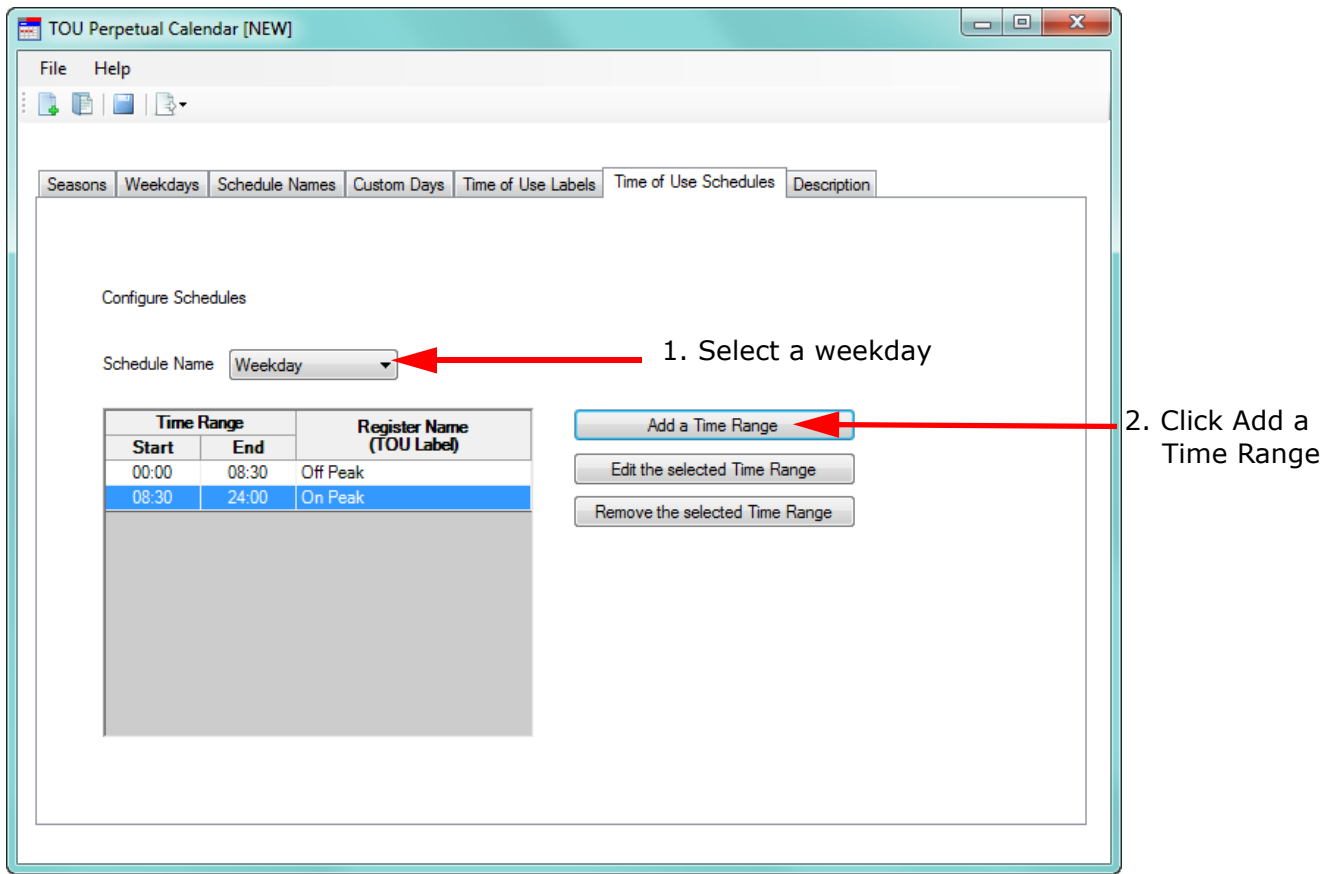 TOU Perpetual Calendar [NEW]
File Help
Seasons Weekdays Schedule Names Custom Days Time of Use Labels Time of Use Schedules Description
Configure Schedules
Schedule Name Weekday
1. Select a weekday
Time Range
Register Name
(TOU Label)
Start End
00:00 08:30 Off Peak
08:30 24:00 On Peak
Add a Time Range
Edit the selected Time Range
Remove the selected Time Range
2. Click Add a
Time Range